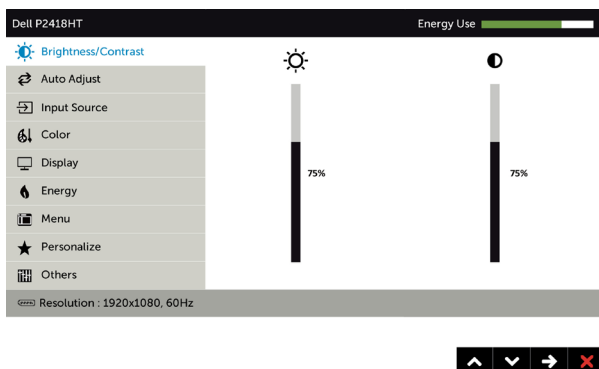 Dell P2418HT
Energy Use
Brightness/Contrast
Auto Adjust
Input Source
Color
Display
Energy
Menu
Personalize
Others
75%
75%
Resolution : 1920x1080, 60Hz